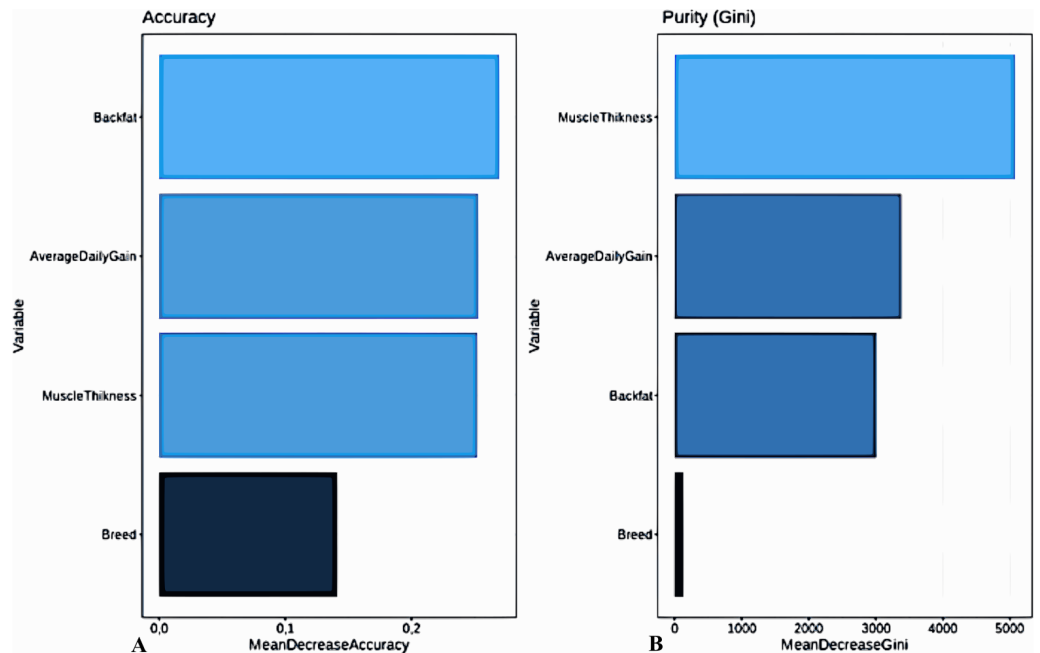 Accuracy
Variable
Backfat
AverageDailyGain
MuscleThikness
Breed
0,0 0,1 0,2
MeanDecreaseAccuracy
A
Purity (Gini)
Variable
MuscleThikness
AverageDailyGain
Backfat
Breed
0 1000 2000 3000 4000 5000
MeanDecreaseGini
B